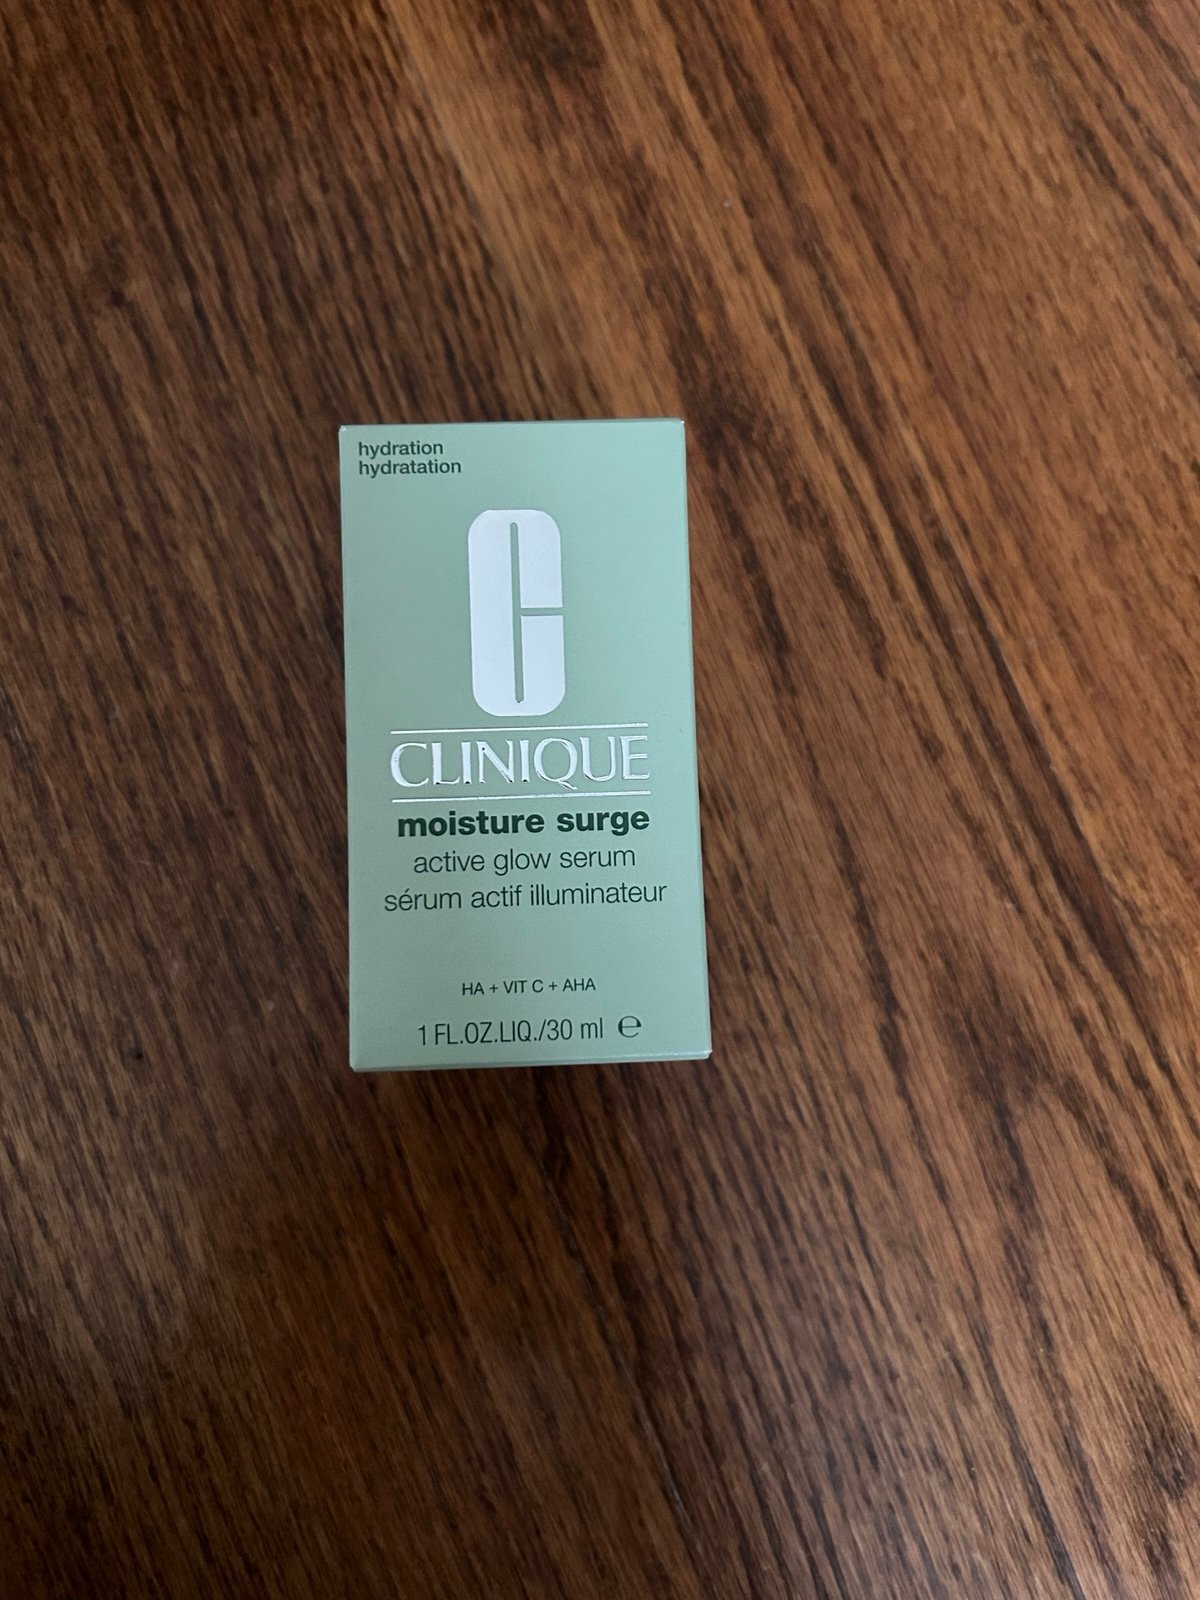 hydration
hydratation
C
CLINIQUE
moisture surge
active glow serum
sérum actif illuminateur
HA + VIT C + AHA
1 FL.OZ.LIQ./30 ml ℮